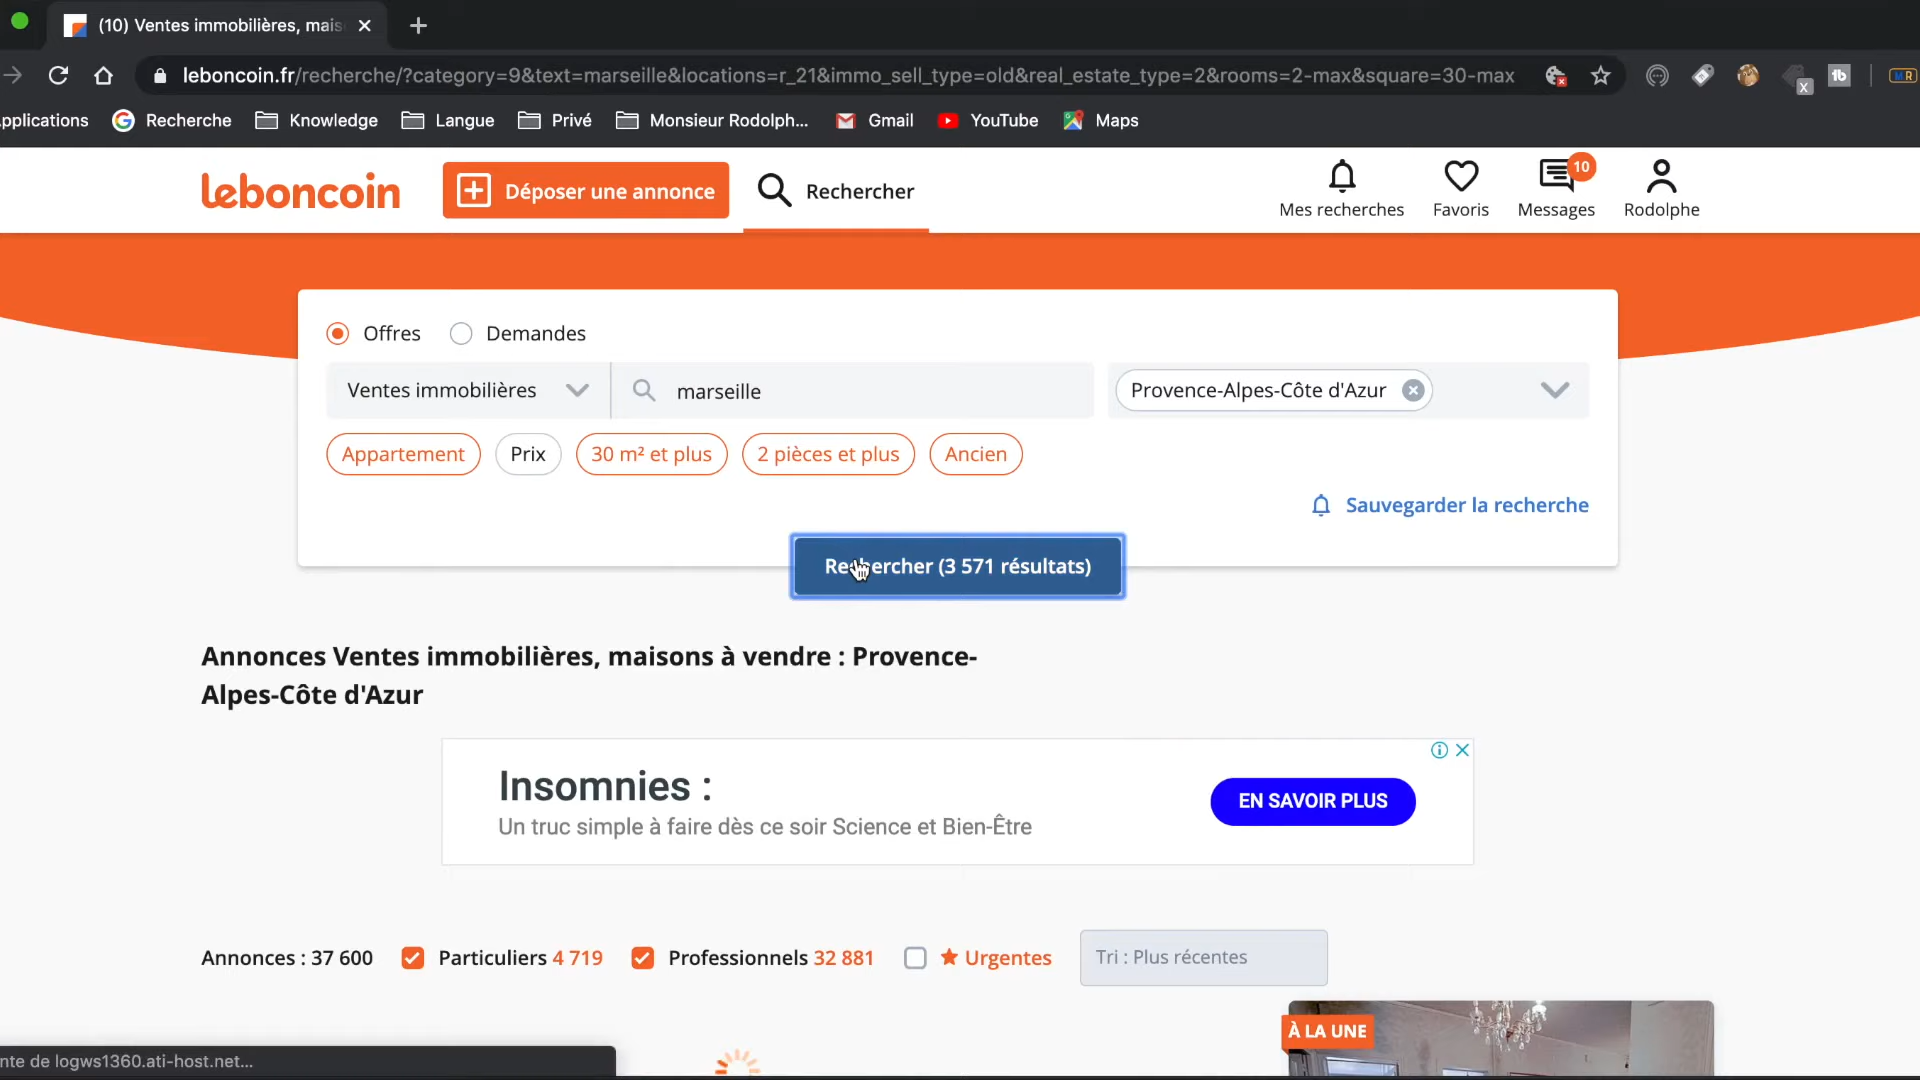 (10) Ventes immobilières, mais
leboncoin.fr/recherche/?category=9&text=marseille&locations=r_21&immo_sell_type=old&real_estate_type=2&rooms=2-max&square=30-max
x
tb
MR
pplications
Recherche
Knowledge
Langue
Privé
Monsieur Rodolph...
Gmail
YouTube
Maps
leboncoin
Déposer une annonce
Rechercher
Mes recherches
Favoris
10
Messages
Rodolphe
Offres
Demandes
Ventes immobilières
marseille
Provence-Alpes-Côte d'Azur
Appartement
Prix
30 m² et plus
2 pièces et plus
Ancien
Sauvegarder la recherche
Rechercher (3 571 résultats)
Annonces Ventes immobilières, maisons à vendre : Provence-
Alpes-Côte d'Azur
Insomnies :
Un truc simple à faire dès ce soir Science et Bien-Être
EN SAVOIR PLUS
Annonces : 37 600
Particuliers 4 719
Professionnels 32 881
Urgentes
Tri : Plus récentes
À LA UNE
nte de logws1360.ati-host.net...